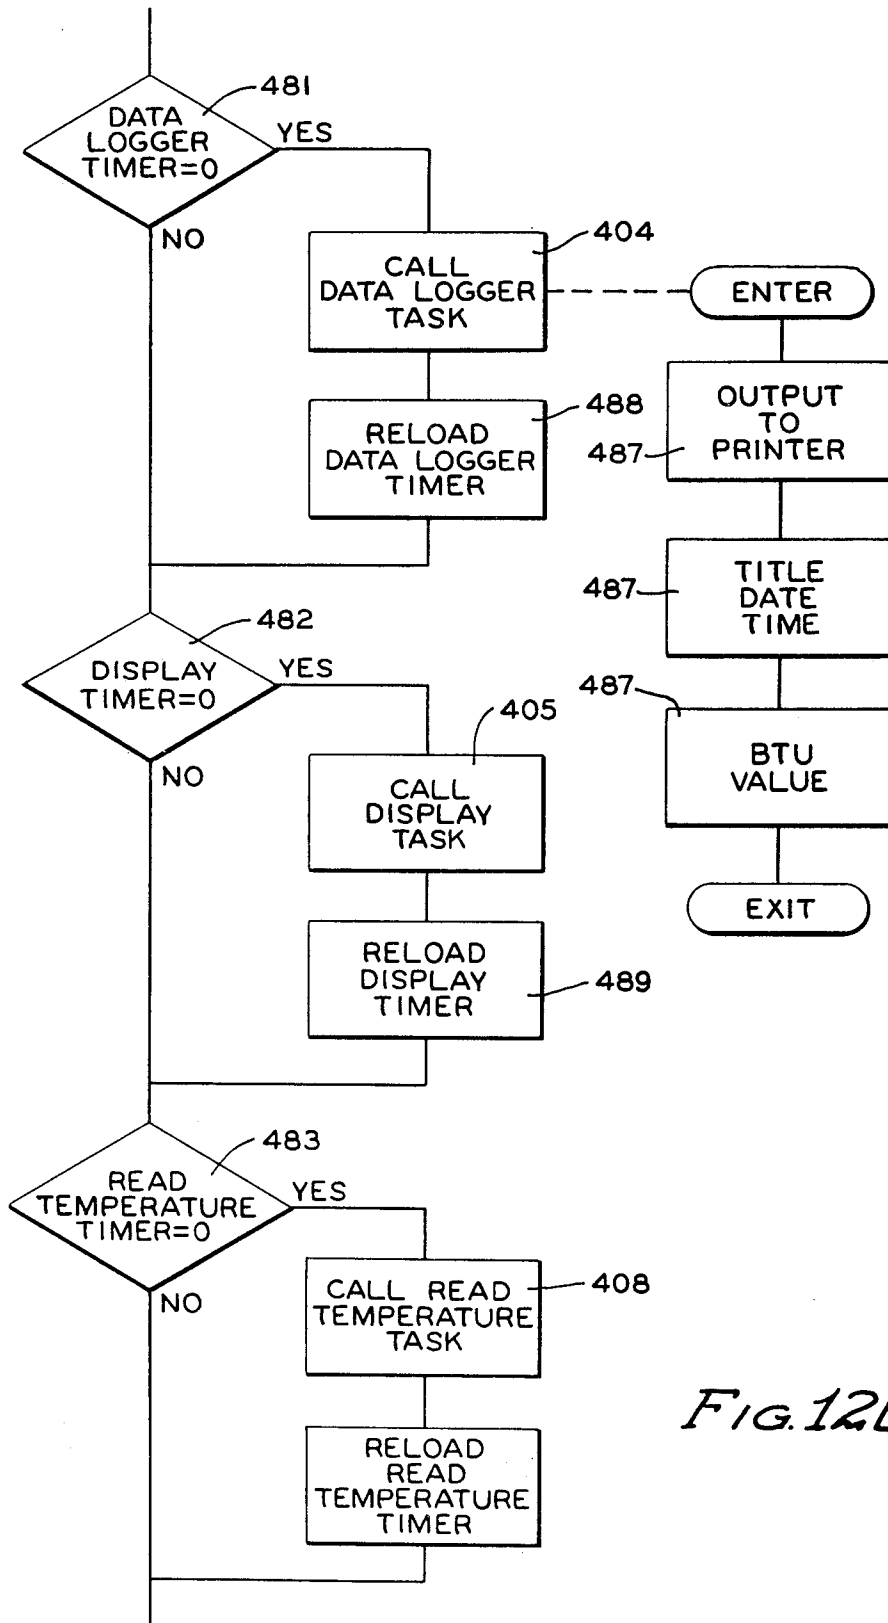 481
DATA
LOGGER
TIMER=0
YES
NO
404
CALL
DATA LOGGER
TASK
ENTER
488
RELOAD
DATA LOGGER
TIMER
OUTPUT
TO
PRINTER
487
TITLE
DATE
TIME
487
482
DISPLAY
TIMER=0
YES
NO
405
CALL
DISPLAY
TASK
487
BTU
VALUE
EXIT
RELOAD
DISPLAY
TIMER
489
483
READ
TEMPERATURE
TIMER=0
YES
NO
CALL READ
TEMPERATURE
TASK
408
RELOAD
READ
TEMPERATURE
TIMER
FIG.12